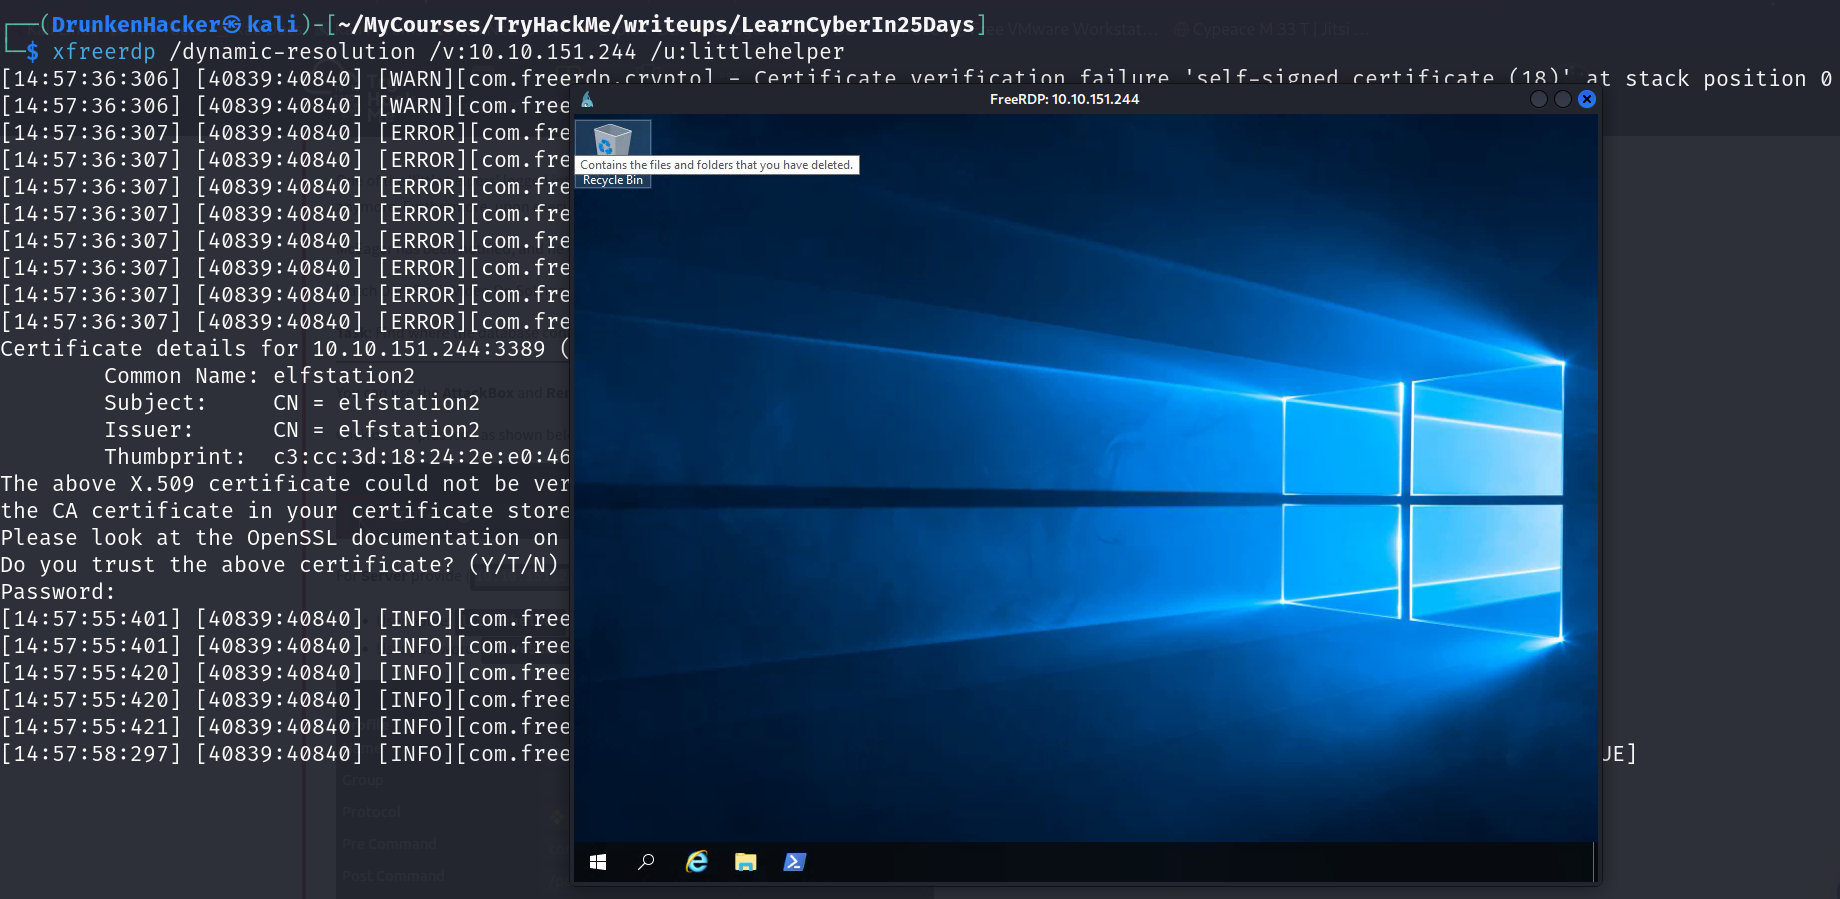 ┌──(DrunkenHacker㉿kali)-[~/MyCourses/TryHackMe/writeups/LearnCyberIn25Days]
└─$ xfreerdp /dynamic-resolution /v:10.10.151.244 /u:littlehelper
[14:57:36:306] [40839:40840] [WARN][com.freerdp.crypto] - Certificate verification failure 'self-signed certificate (18)' at stack position 0
[14:57:36:306] [40839:40840] [WARN][com.free
[14:57:36:307] [40839:40840] [ERROR][com.fre
[14:57:36:307] [40839:40840] [ERROR][com.fre
[14:57:36:307] [40839:40840] [ERROR][com.fre
[14:57:36:307] [40839:40840] [ERROR][com.fre
[14:57:36:307] [40839:40840] [ERROR][com.fre
[14:57:36:307] [40839:40840] [ERROR][com.fre
[14:57:36:307] [40839:40840] [ERROR][com.fre
[14:57:36:307] [40839:40840] [ERROR][com.fre
Certificate details for 10.10.151.244:3389 (
Common Name: elfstation2
Subject: CN = elfstation2
Issuer: CN = elfstation2
Thumbprint: c3:cc:3d:18:24:2e:e0:46
The above X.509 certificate could not be ver
the CA certificate in your certificate store
Please look at the OpenSSL documentation on
Do you trust the above certificate? (Y/T/N)
Password:
[14:57:55:401] [40839:40840] [INFO][com.free
[14:57:55:401] [40839:40840] [INFO][com.free
[14:57:55:420] [40839:40840] [INFO][com.free
[14:57:55:420] [40839:40840] [INFO][com.free
[14:57:55:421] [40839:40840] [INFO][com.free
[14:57:58:297] [40839:40840] [INFO][com.free
UE]
FreeRDP: 10.10.151.244
Contains the files and folders that you have deleted.
Recycle Bin
Group
Protocol
Pre Command
Post Command